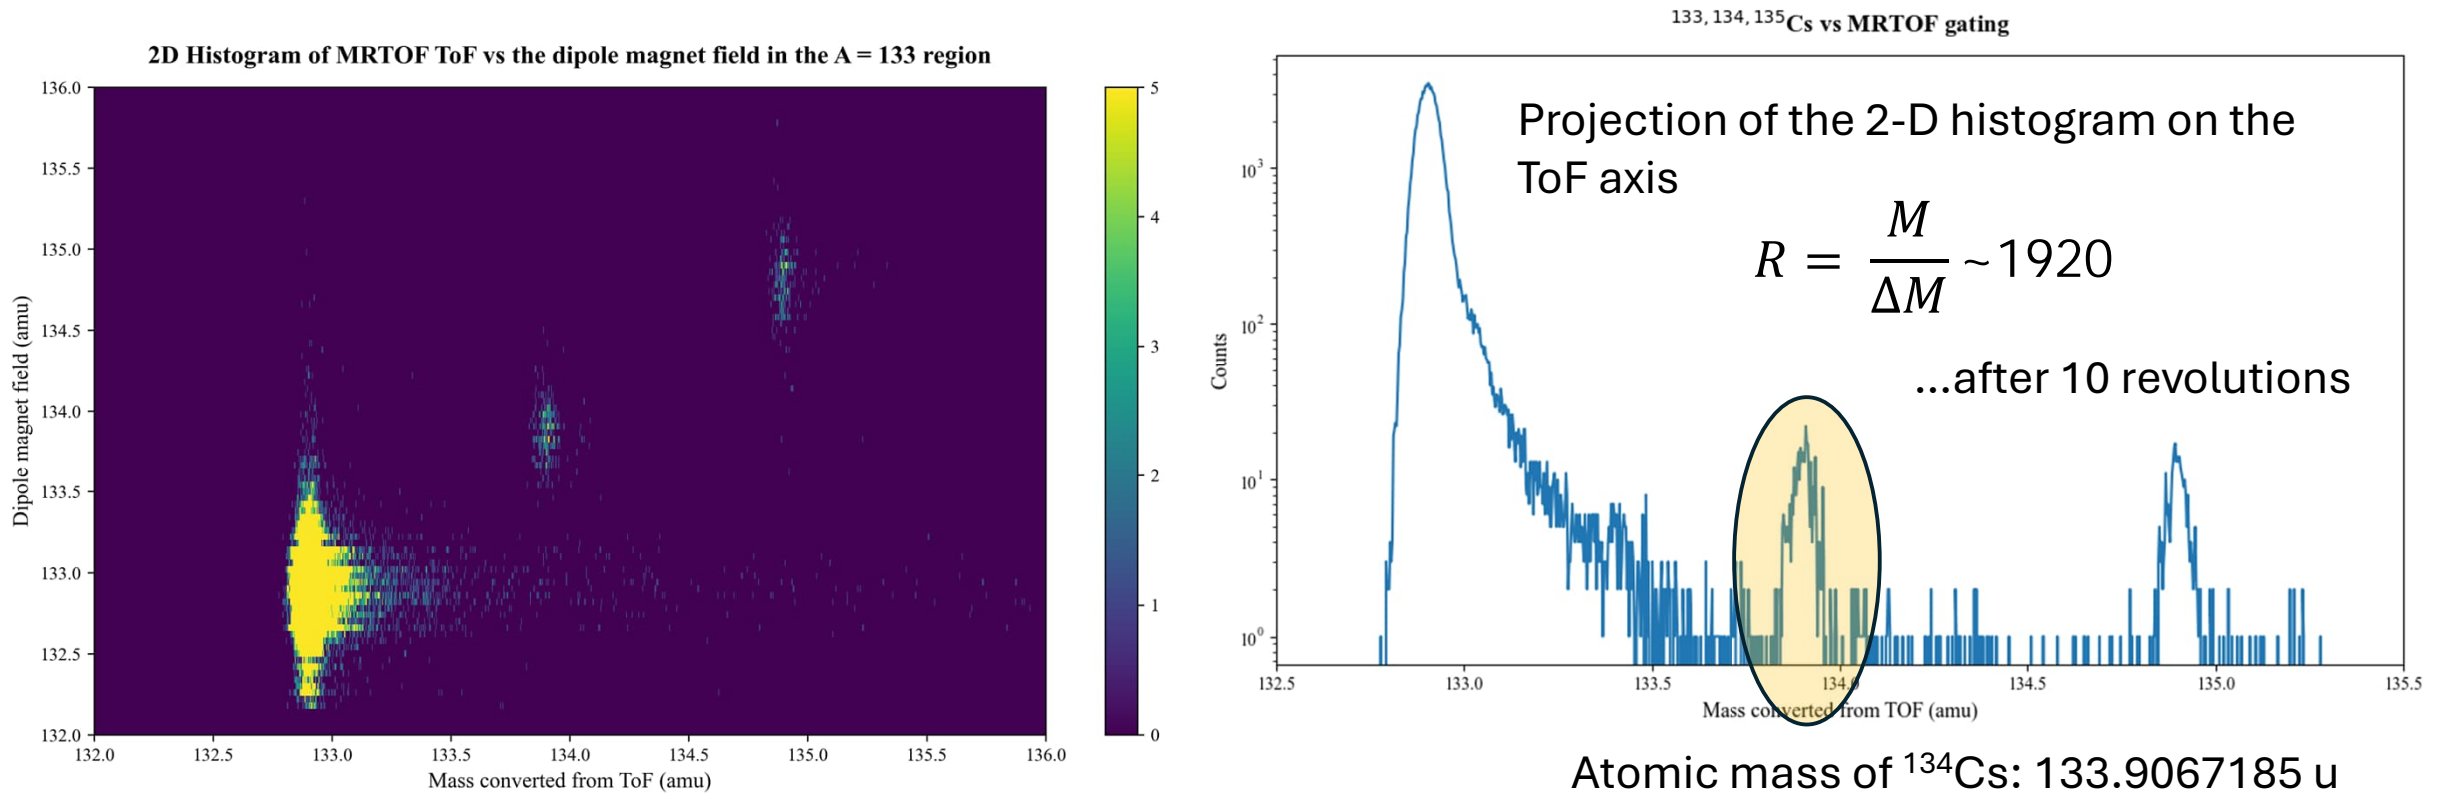 2D Histogram of MRTOF ToF vs the dipole magnet field in the A = 133 region
136.0
135.5
135.0
134.5
134.0
133.5
133.0
132.5
132.0
Dipole magnet field (amu)
132.0 132.5 133.0 133.5 134.0 134.5 135.0 135.5 136.0
Mass converted from ToF (amu)
5
4
3
2
1
0
133, 134, 135Cs vs MRTOF gating
Projection of the 2-D histogram on the
ToF axis
R = M/ΔM ~1920
...after 10 revolutions
10³
10²
10¹
10⁰
Counts
132.5 133.0 133.5 134.0 134.5 135.0 135.5
Mass converted from TOF (amu)
Atomic mass of ¹³⁴Cs: 133.9067185 u